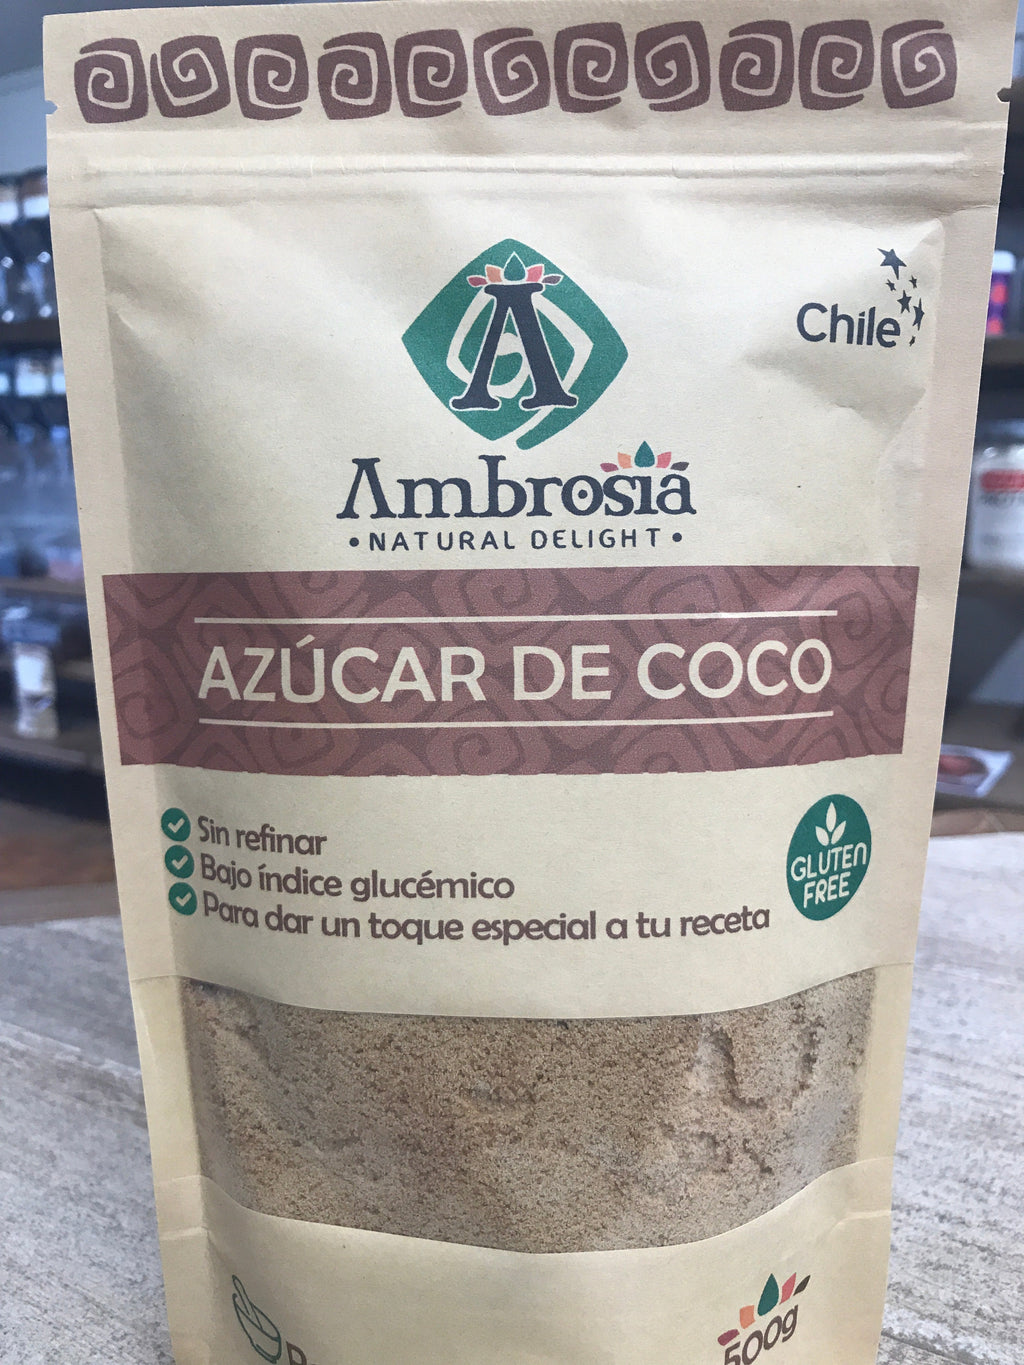 Chile
Ambrosia
• NATURAL DELIGHT •
AZÚCAR DE COCO
Sin refinar
Bajo índice glucémico
Para dar un toque especial a tu receta
GLUTEN
FREE
500g